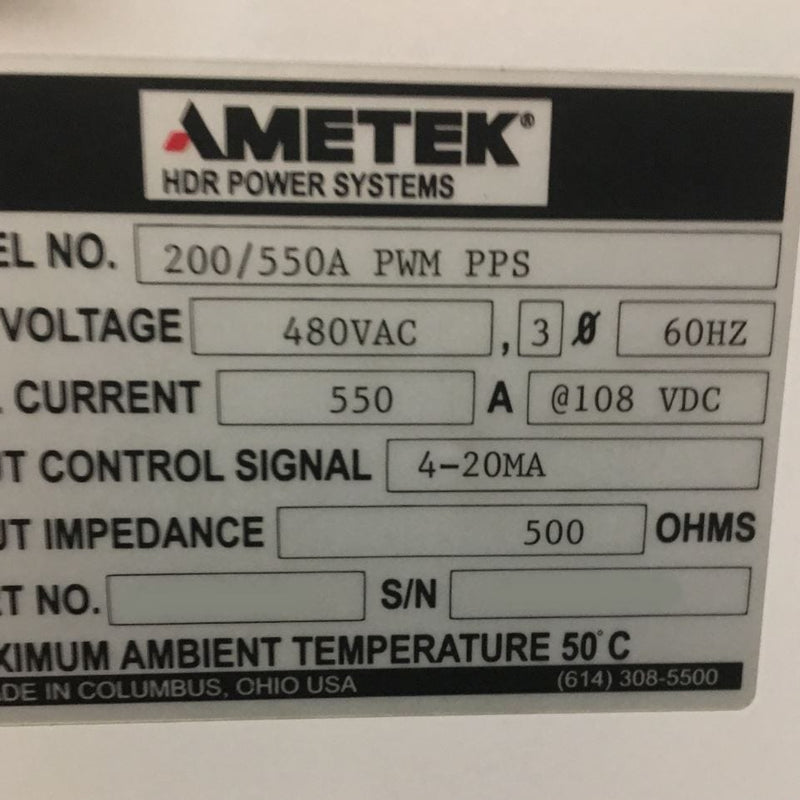 AMETEK®
HDR POWER SYSTEMS
EL NO. 200/550A PWM PPS
VOLTAGE 480VAC , 3 Ø 60HZ
CURRENT 550 A @108 VDC
UT CONTROL SIGNAL 4-20MA
UT IMPEDANCE 500 OHMS
T NO. S/N
XIMUM AMBIENT TEMPERATURE 50°C
DE IN COLUMBUS, OHIO USA (614) 308-5500